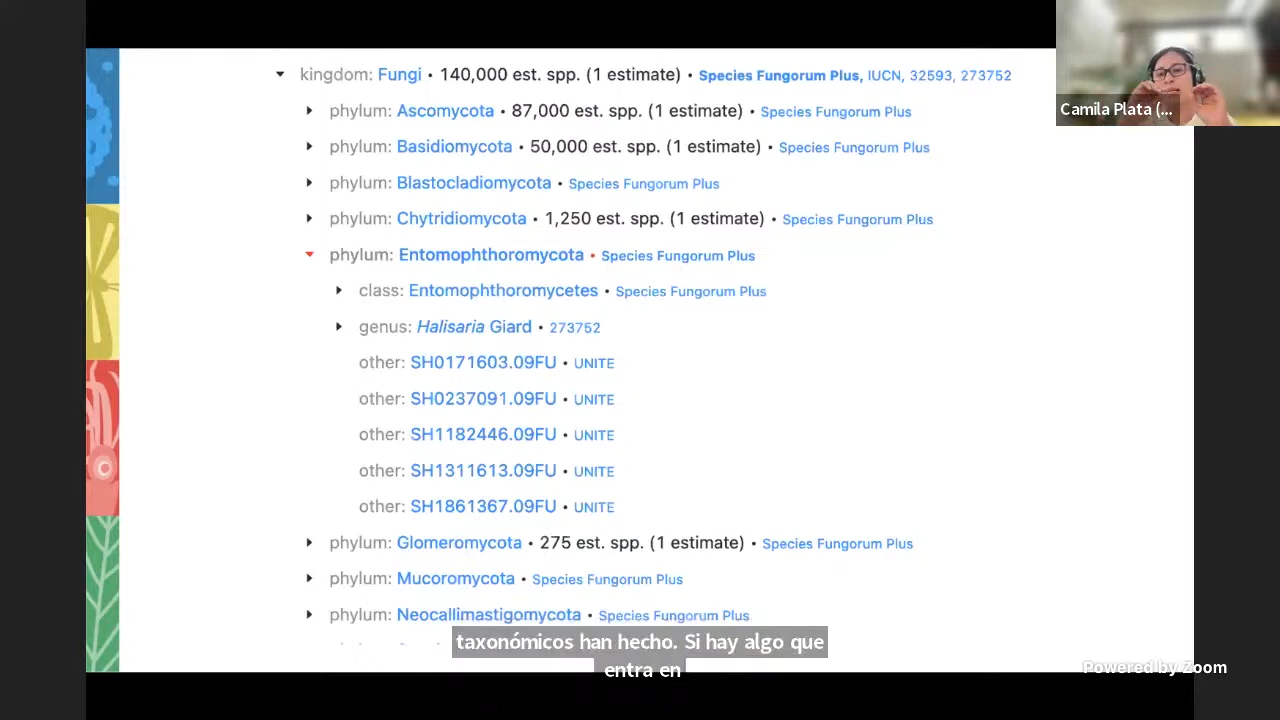 kingdom: Fungi • 140,000 est. spp. (1 estimate) • Species Fungorum Plus, IUCN, 32593, 273752
phylum: Ascomycota • 87,000 est. spp. (1 estimate) • Species Fungorum Plus
Camila Plata (...
phylum: Basidiomycota • 50,000 est. spp. (1 estimate) • Species Fungorum Plus
phylum: Blastocladiomycota • Species Fungorum Plus
phylum: Chytridiomycota • 1,250 est. spp. (1 estimate) • Species Fungorum Plus
phylum: Entomophthoromycota • Species Fungorum Plus
class: Entomophthoromycetes • Species Fungorum Plus
genus: Halisaria Giard • 273752
other: SH0171603.09FU • UNITE
other: SH0237091.09FU • UNITE
other: SH1182446.09FU • UNITE
other: SH1311613.09FU • UNITE
other: SH1861367.09FU • UNITE
phylum: Glomeromycota • 275 est. spp. (1 estimate) • Species Fungorum Plus
phylum: Mucoromycota • Species Fungorum Plus
phylum: Neocallimastigomycota • Species Fungorum Plus
taxonómicos han hecho. Si hay algo que
entra en
Powered by Zoom